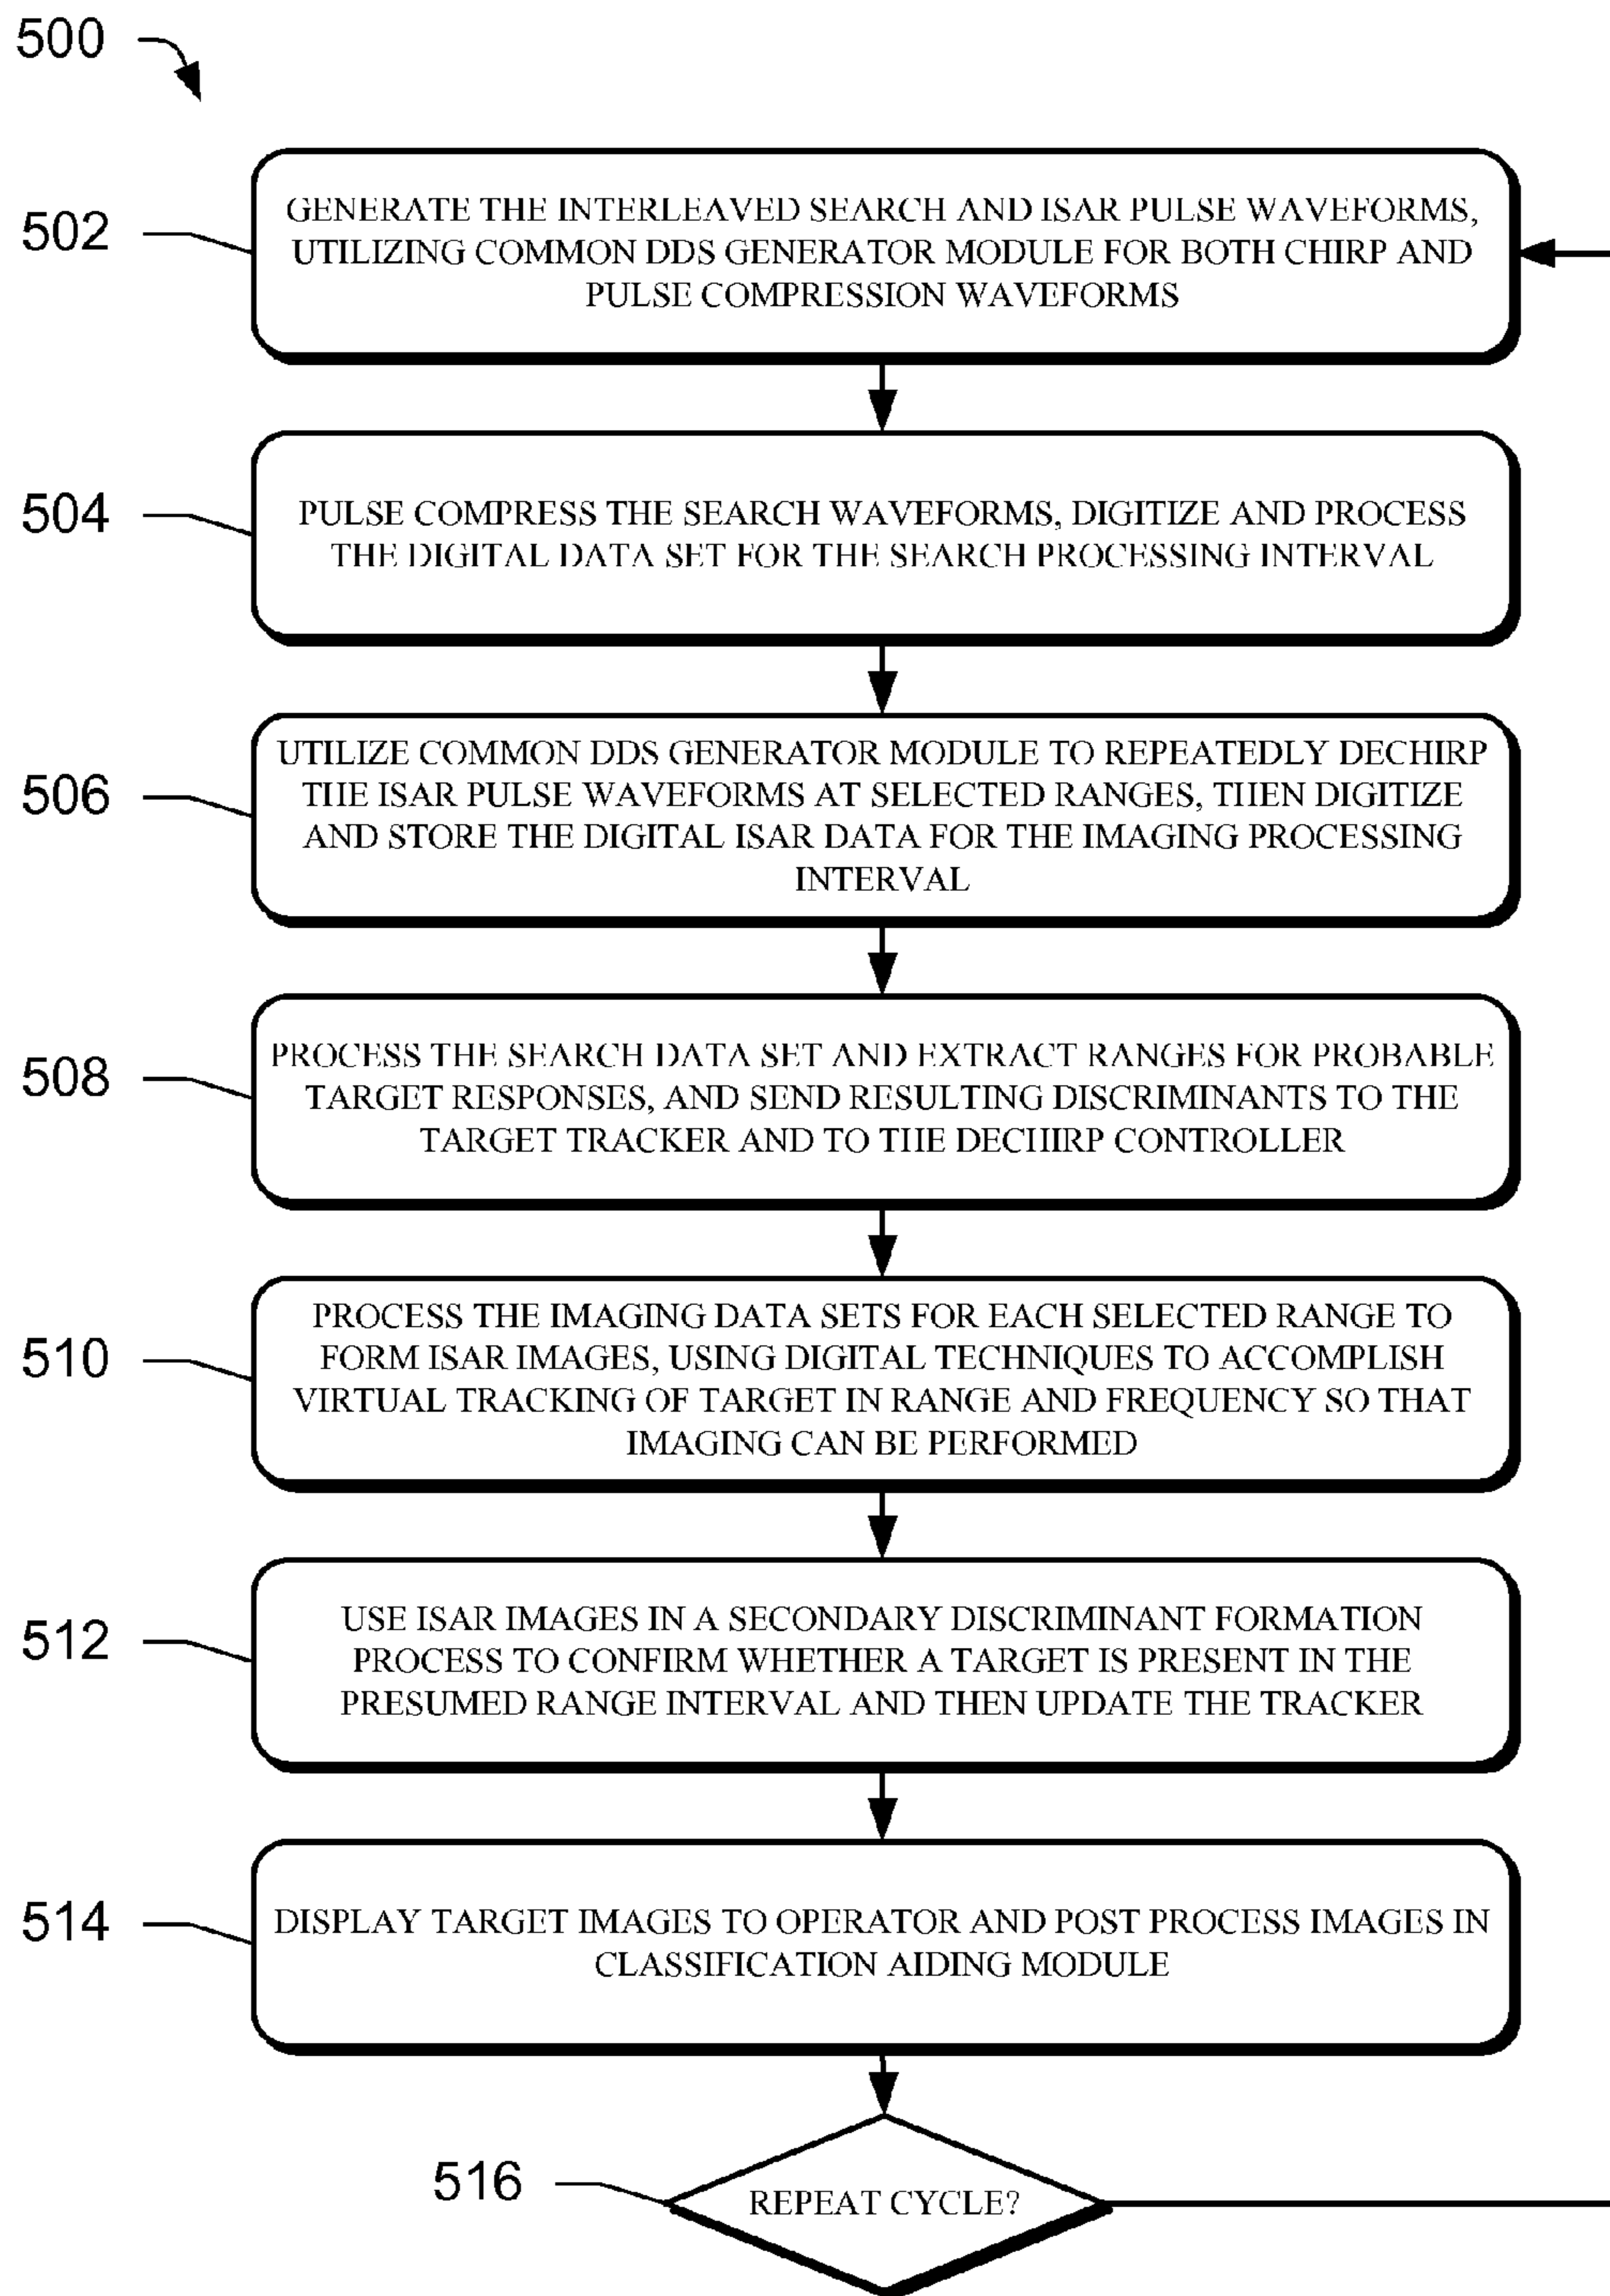 500
502
GENERATE THE INTERLEAVED SEARCH AND ISAR PULSE WAVEFORMS,
UTILIZING COMMON DDS GENERATOR MODULE FOR BOTH CHIRP AND
PULSE COMPRESSION WAVEFORMS
504
PULSE COMPRESS THE SEARCH WAVEFORMS, DIGITIZE AND PROCESS
THE DIGITAL DATA SET FOR THE SEARCH PROCESSING INTERVAL
506
UTILIZE COMMON DDS GENERATOR MODULE TO REPEATEDLY DECHIRP
THE ISAR PULSE WAVEFORMS AT SELECTED RANGES, THEN DIGITIZE
AND STORE THE DIGITAL ISAR DATA FOR THE IMAGING PROCESSING
INTERVAL
508
PROCESS THE SEARCH DATA SET AND EXTRACT RANGES FOR PROBABLE
TARGET RESPONSES, AND SEND RESULTING DISCRIMINANTS TO THE
TARGET TRACKER AND TO THE DECHIRP CONTROLLER
510
PROCESS THE IMAGING DATA SETS FOR EACH SELECTED RANGE TO
FORM ISAR IMAGES, USING DIGITAL TECHNIQUES TO ACCOMPLISH
VIRTUAL TRACKING OF TARGET IN RANGE AND FREQUENCY SO THAT
IMAGING CAN BE PERFORMED
512
USE ISAR IMAGES IN A SECONDARY DISCRIMINANT FORMATION
PROCESS TO CONFIRM WHETHER A TARGET IS PRESENT IN THE
PRESUMED RANGE INTERVAL AND THEN UPDATE THE TRACKER
514
DISPLAY TARGET IMAGES TO OPERATOR AND POST PROCESS IMAGES IN
CLASSIFICATION AIDING MODULE
516
REPEAT CYCLE?